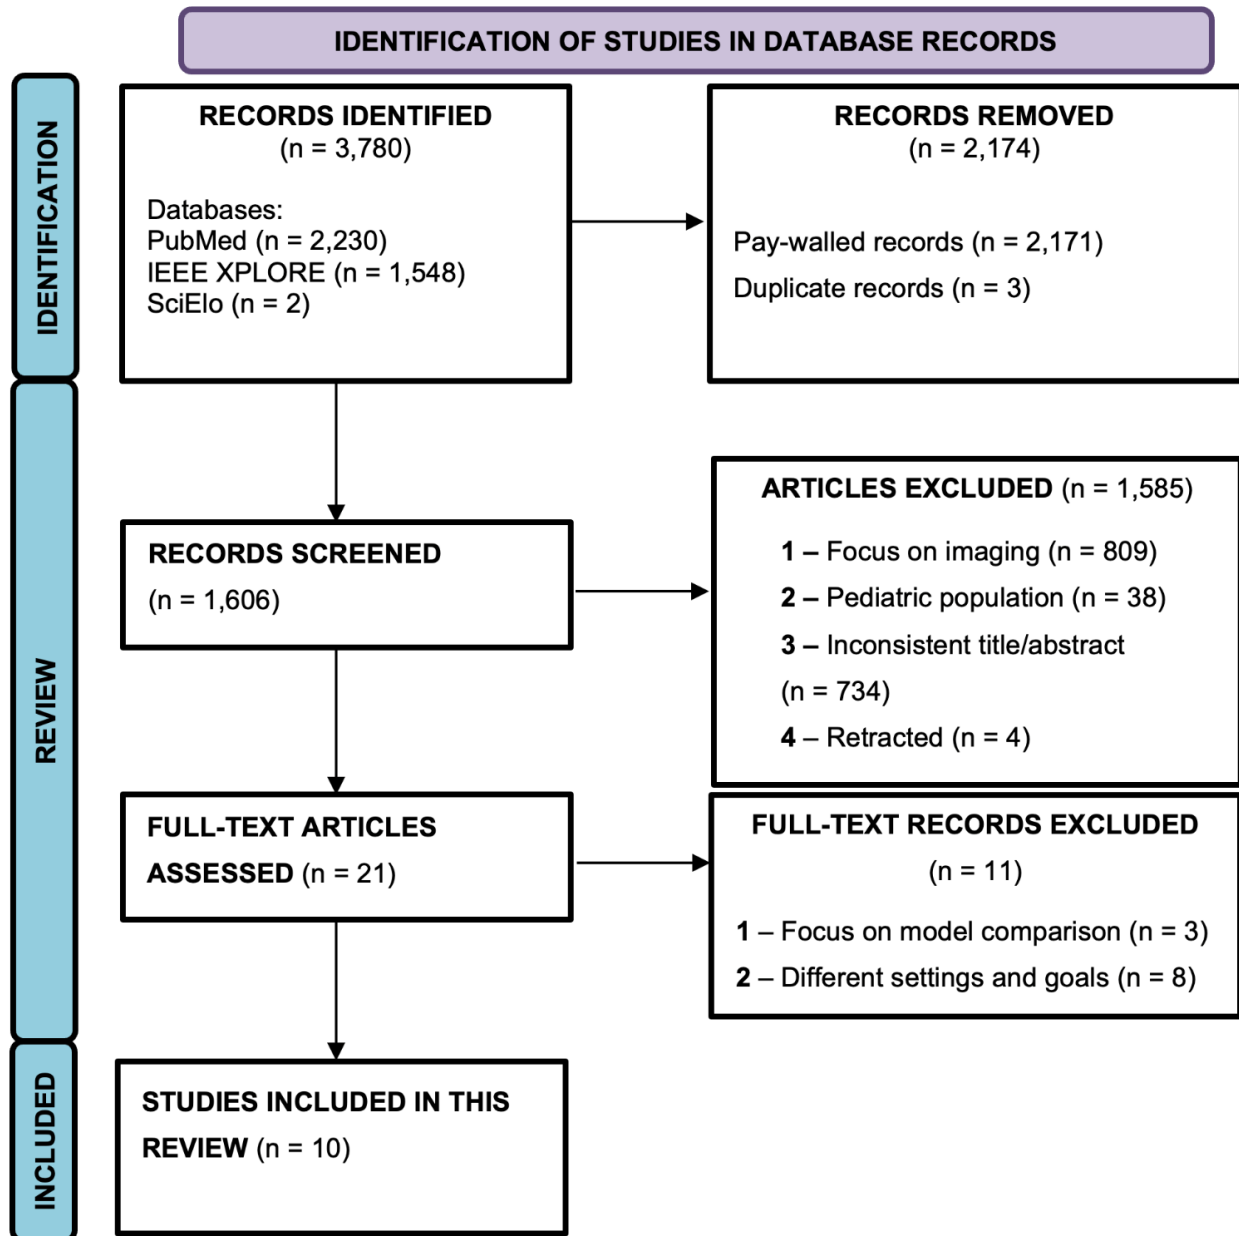 IDENTIFICATION OF STUDIES IN DATABASE RECORDS
IDENTIFICATION
RECORDS IDENTIFIED
(n = 3,780)
Databases:
PubMed (n = 2,230)
IEEE XPLORE (n = 1,548)
SciElo (n = 2)
RECORDS REMOVED
(n = 2,174)
Pay-walled records (n = 2,171)
Duplicate records (n = 3)
REVIEW
RECORDS SCREENED
(n = 1,606)
ARTICLES EXCLUDED (n = 1,585)
1 – Focus on imaging (n = 809)
2 – Pediatric population (n = 38)
3 – Inconsistent title/abstract
(n = 734)
4 – Retracted (n = 4)
FULL-TEXT ARTICLES
ASSESSED (n = 21)
FULL-TEXT RECORDS EXCLUDED
(n = 11)
1 – Focus on model comparison (n = 3)
2 – Different settings and goals (n = 8)
INCLUDED
STUDIES INCLUDED IN THIS
REVIEW (n = 10)